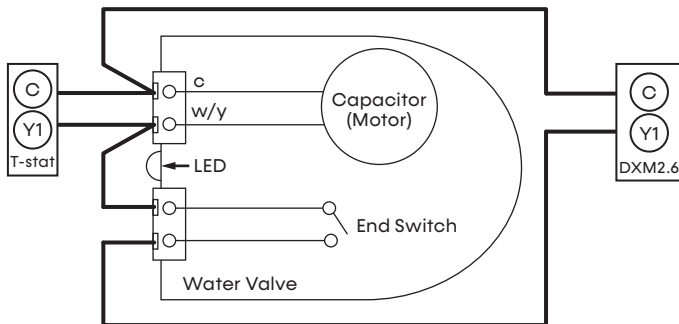 C
Y1
T-stat
c
w/y
Capacitor
(Motor)
LED
End Switch
Water Valve
C
Y1
DXM2.6